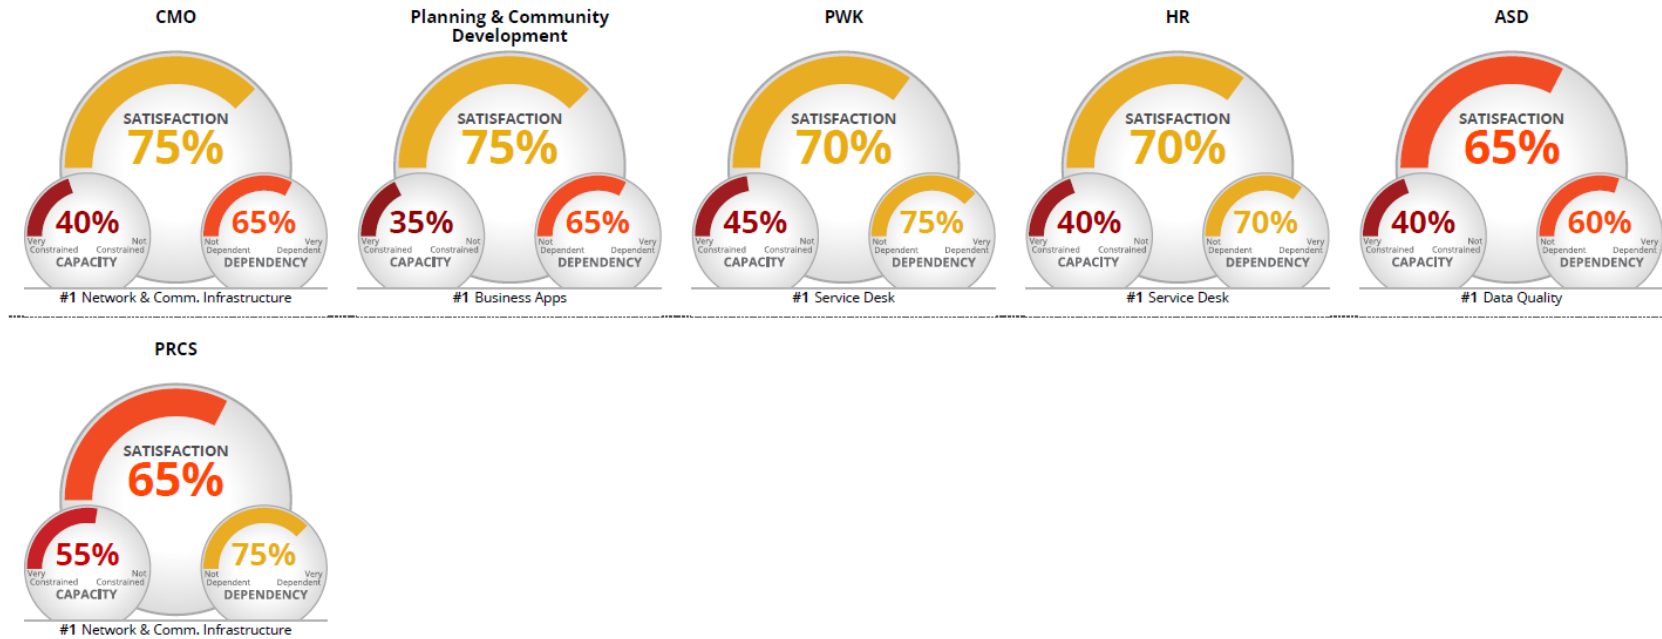 CMO
SATISFACTION
75%
40%
Very Constrained
Not Constrained
CAPACITY
65%
Not Dependent
Very Dependent
DEPENDENCY
#1 Network & Comm. Infrastructure
Planning & Community
Development
SATISFACTION
75%
35%
Very Constrained
Not Constrained
CAPACITY
65%
Not Dependent
Very Dependent
DEPENDENCY
#1 Business Apps
PWK
SATISFACTION
70%
45%
Very Constrained
Not Constrained
CAPACITY
75%
Not Dependent
Very Dependent
DEPENDENCY
#1 Service Desk
HR
SATISFACTION
70%
40%
Very Constrained
Not Constrained
CAPACITY
70%
Not Dependent
Very Dependent
DEPENDENCY
#1 Service Desk
ASD
SATISFACTION
65%
40%
Very Constrained
Not Constrained
CAPACITY
60%
Not Dependent
Very Dependent
DEPENDENCY
#1 Data Quality
PRCS
SATISFACTION
65%
55%
Very Constrained
Not Constrained
CAPACITY
75%
Not Dependent
Very Dependent
DEPENDENCY
#1 Network & Comm. Infrastructure